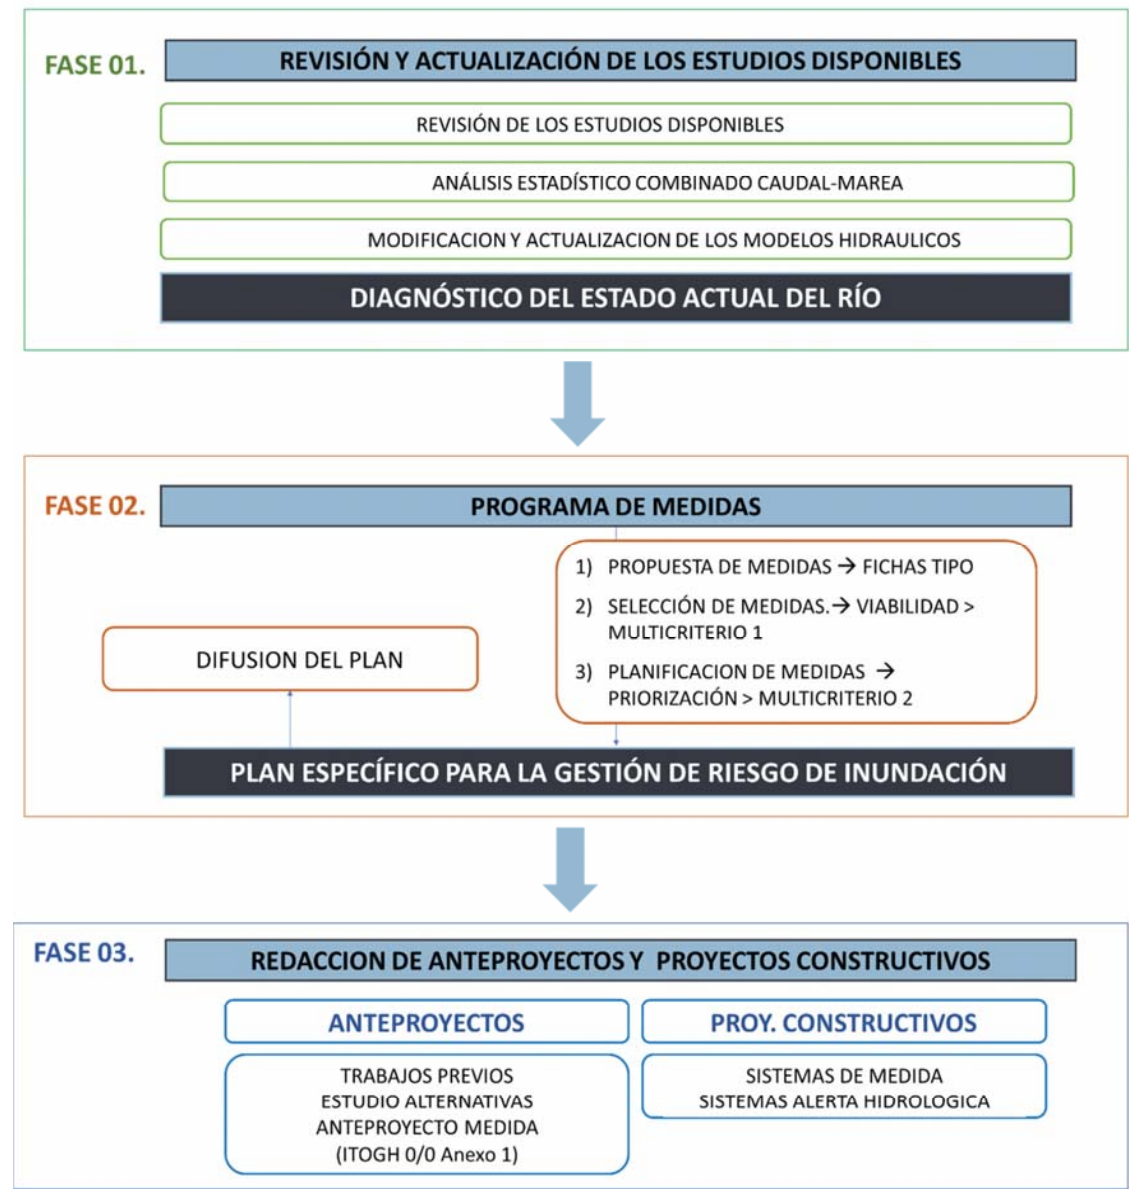 FASE 01.
REVISIÓN Y ACTUALIZACIÓN DE LOS ESTUDIOS DISPONIBLES
REVISIÓN DE LOS ESTUDIOS DISPONIBLES
ANÁLISIS ESTADÍSTICO COMBINADO CAUDAL-MAREA
MODIFICACION Y ACTUALIZACION DE LOS MODELOS HIDRAULICOS
DIAGNÓSTICO DEL ESTADO ACTUAL DEL RÍO
FASE 02.
PROGRAMA DE MEDIDAS
1) PROPUESTA DE MEDIDAS → FICHAS TIPO
2) SELECCIÓN DE MEDIDAS.→ VIABILIDAD >
MULTICRITERIO 1
3) PLANIFICACION DE MEDIDAS →
PRIORIZACIÓN > MULTICRITERIO 2
DIFUSION DEL PLAN
PLAN ESPECÍFICO PARA LA GESTIÓN DE RIESGO DE INUNDACIÓN
FASE 03.
REDACCION DE ANTEPROYECTOS Y PROYECTOS CONSTRUCTIVOS
ANTEPROYECTOS
TRABAJOS PREVIOS
ESTUDIO ALTERNATIVAS
ANTEPROYECTO MEDIDA
(ITOGH 0/0 Anexo 1)
PROY. CONSTRUCTIVOS
SISTEMAS DE MEDIDA
SISTEMAS ALERTA HIDROLOGICA